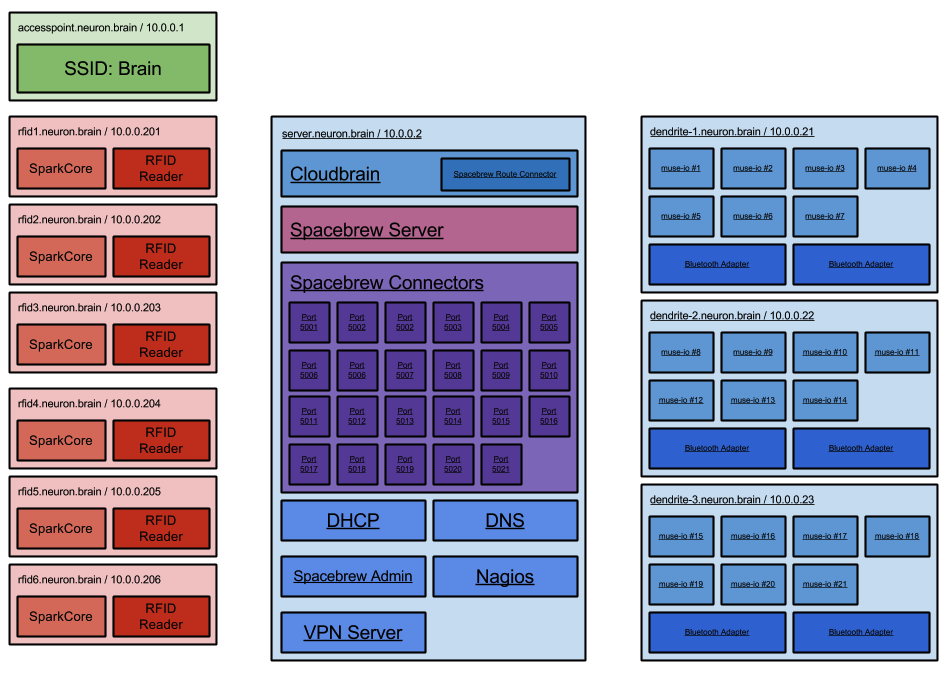 accesspoint.neuron.brain / 10.0.0.1
SSID: Brain
rfid1.neuron.brain / 10.0.0.201
SparkCore
RFID
Reader
rfid2.neuron.brain / 10.0.0.202
SparkCore
RFID
Reader
rfid3.neuron.brain / 10.0.0.203
SparkCore
RFID
Reader
rfid4.neuron.brain / 10.0.0.204
SparkCore
RFID
Reader
rfid5.neuron.brain / 10.0.0.205
SparkCore
RFID
Reader
rfid6.neuron.brain / 10.0.0.206
SparkCore
RFID
Reader
server.neuron.brain / 10.0.0.2
Cloudbrain
Spacebrew Route Connector
Spacebrew Server
Spacebrew Connectors
Port
5001
Port
5002
Port
5002
Port
5003
Port
5004
Port
5005
Port
5006
Port
5006
Port
5007
Port
5008
Port
5009
Port
5010
Port
5011
Port
5012
Port
5013
Port
5014
Port
5015
Port
5016
Port
5017
Port
5018
Port
5019
Port
5020
Port
5021
DHCP
DNS
Spacebrew Admin
Nagios
VPN Server
dendrite-1.neuron.brain / 10.0.0.21
muse-io #1
muse-io #2
muse-io #3
muse-io #4
muse-io #5
muse-io #6
muse-io #7
Bluetooth Adapter
Bluetooth Adapter
dendrite-2.neuron.brain / 10.0.0.22
muse-io #8
muse-io #9
muse-io #10
muse-io #11
muse-io #12
muse-io #13
muse-io #14
Bluetooth Adapter
Bluetooth Adapter
dendrite-3.neuron.brain / 10.0.0.23
muse-io #15
muse-io #16
muse-io #17
muse-io #18
muse-io #19
muse-io #20
muse-io #21
Bluetooth Adapter
Bluetooth Adapter